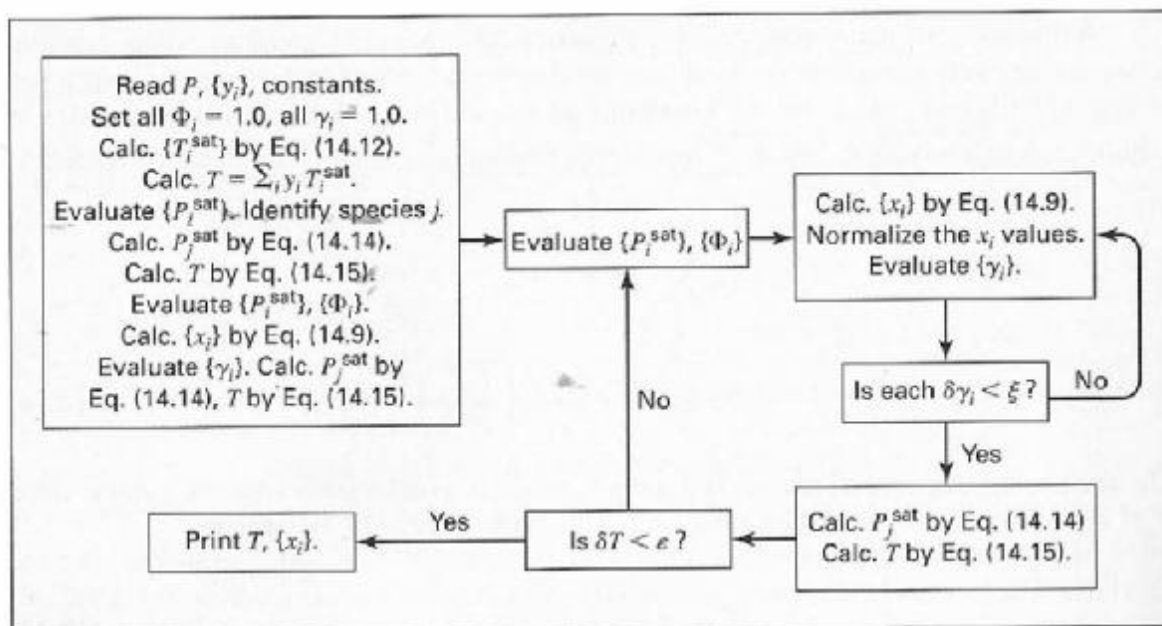 Read P, {yᵢ}, constants.
Set all Φᵢ = 1.0, all γᵢ = 1.0.
Calc. {Tᵢˢᵃᵗ} by Eq. (14.12).
Calc. T = Σᵢ yᵢ Tᵢˢᵃᵗ.
Evaluate {Pᵢˢᵃᵗ}. Identify species j.
Calc. Pⱼˢᵃᵗ by Eq. (14.14).
Calc. T by Eq. (14.15).
Evaluate {Pᵢˢᵃᵗ}, {Φᵢ}.
Calc. {xᵢ} by Eq. (14.9).
Evaluate {γᵢ}. Calc. Pⱼˢᵃᵗ by
Eq. (14.14), T by Eq. (14.15).
Evaluate {Pᵢˢᵃᵗ}, {Φᵢ}
Calc. {xᵢ} by Eq. (14.9).
Normalize the xᵢ values.
Evaluate {γᵢ}.
Is each δγᵢ < ξ ?
No
Yes
Calc. Pⱼˢᵃᵗ by Eq. (14.14)
Calc. T by Eq. (14.15).
Is δT < ε ?
No
Yes
Print T, {xᵢ}.